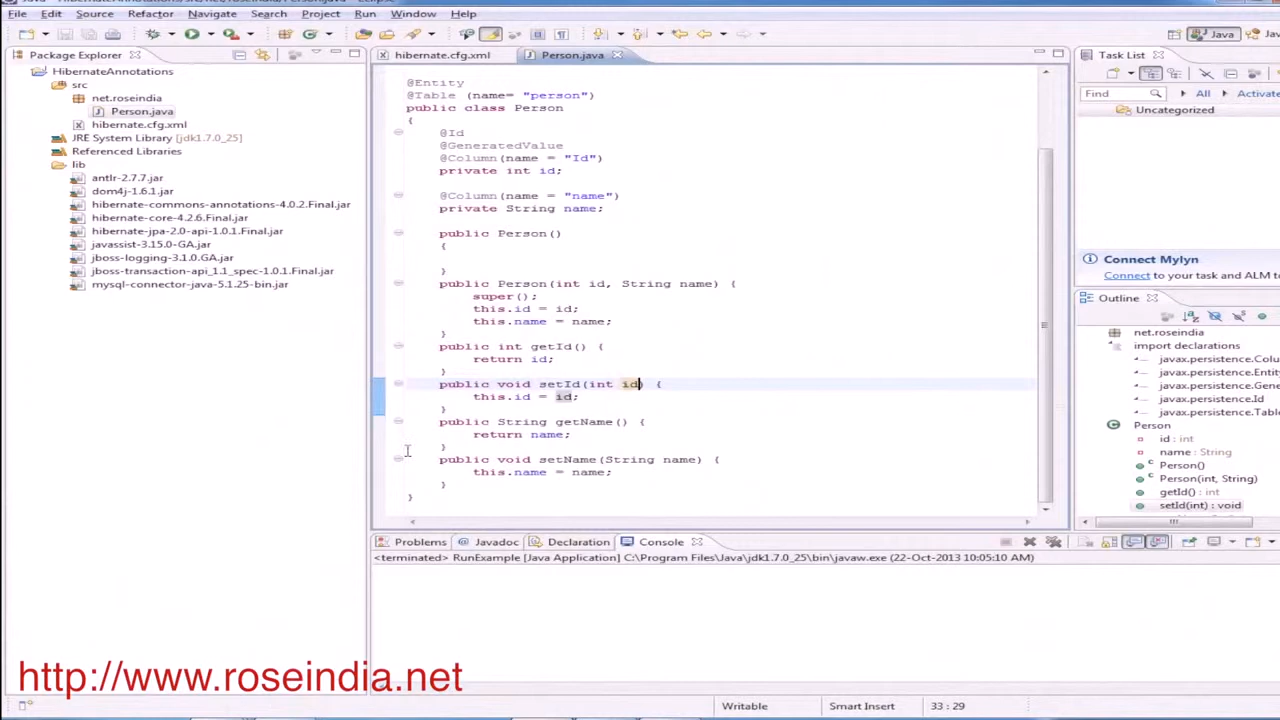 File Edit Source Refactor Navigate Search Project Run Window Help
Java
Package Explorer
HibernateAnnotations
src
net.roseindia
Person.java
hibernate.cfg.xml
JRE System Library [jdk1.7.0_25]
Referenced Libraries
lib
antlr-2.7.7.jar
dom4j-1.6.1.jar
hibernate-commons-annotations-4.0.2.Final.jar
hibernate-core-4.2.6.Final.jar
hibernate-jpa-2.0-api-1.0.1.Final.jar
javassist-3.15.0-GA.jar
jboss-logging-3.1.0.GA.jar
jboss-transaction-api_1.1_spec-1.0.1.Final.jar
mysql-connector-java-5.1.25-bin.jar
hibernate.cfg.xml Person.java
@Entity
@Table (name= "person")
public class Person
{
@Id
@GeneratedValue
@Column(name = "Id")
private int id;
@Column(name = "name")
private String name;
public Person()
{
}
public Person(int id, String name) {
super();
this.id = id;
this.name = name;
}
public int getId() {
return id;
}
public void setId(int id) {
this.id = id;
}
public String getName() {
return name;
}
public void setName(String name) {
this.name = name;
}
}
Task List
Find All Activate
Uncategorized
Connect Mylyn
Connect to your task and ALM
Outline
net.roseindia
import declarations
javax.persistence.Colu
javax.persistence.Entit
javax.persistence.Gene
javax.persistence.Id
javax.persistence.Tabl
Person
id : int
name : String
Person()
Person(int, String)
getId() : int
setId(int) : void
Problems Javadoc Declaration Console
<terminated> RunExample [Java Application] C:\Program Files\Java\jdk1.7.0_25\bin\javaw.exe (22-Oct-2013 10:05:10 AM)
http://www.roseindia.net
Writable Smart Insert 33 : 29